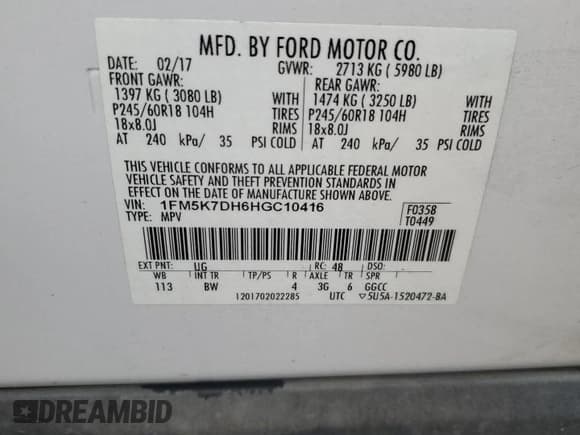 MFD. BY FORD MOTOR CO.
DATE: 02/17 GVWR: 2713 KG ( 5980 LB)
FRONT GAWR: REAR GAWR:
1397 KG ( 3080 LB) WITH 1474 KG ( 3250 LB) WITH
P245/60R18 104H TIRES P245/60R18 104H TIRES
18x8.0J RIMS 18x8.0J RIMS
AT 240 kPa/ 35 PSI COLD AT 240 kPa/ 35 PSI COLD
THIS VEHICLE CONFORMS TO ALL APPLICABLE FEDERAL MOTOR
VEHICLE SAFETY AND THEFT PREVENTION STANDARDS IN
EFFECT ON THE DATE OF MANUFACTURE SHOWN ABOVE.
VIN: 1FM5K7DH6HGC10416 F0358
TYPE: MPV T0449
EXT PNT: UG RC: 48 DSO:
WB INT TR TP/PS R AXLE TR SPR
113 BW 4 3G 6 GGCC
1201702022285 UTC ▽5U5A-1520472-BA
DREAMBID